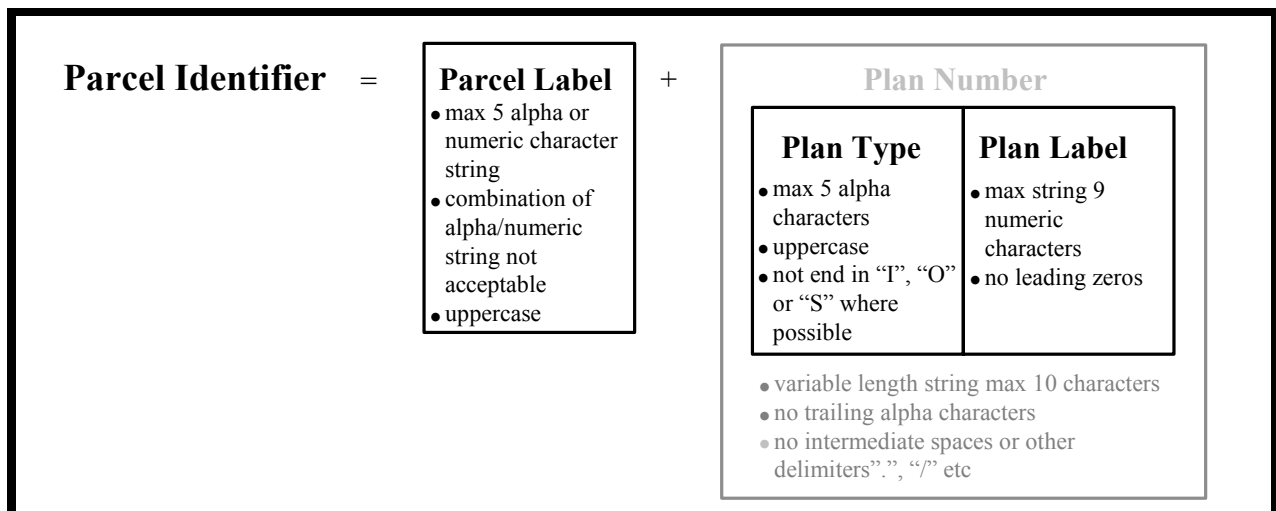 Parcel Identifier = Parcel Label + Plan Number
• max 5 alpha or
numeric character
string
• combination of
alpha/numeric
string not
acceptable
• uppercase
Plan Type
• max 5 alpha
characters
• uppercase
• not end in “I”, “O”
or “S” where
possible
Plan Label
• max string 9
numeric
characters
• no leading zeros
• variable length string max 10 characters
• no trailing alpha characters
• no intermediate spaces or other
delimiters”.”, “/” etc